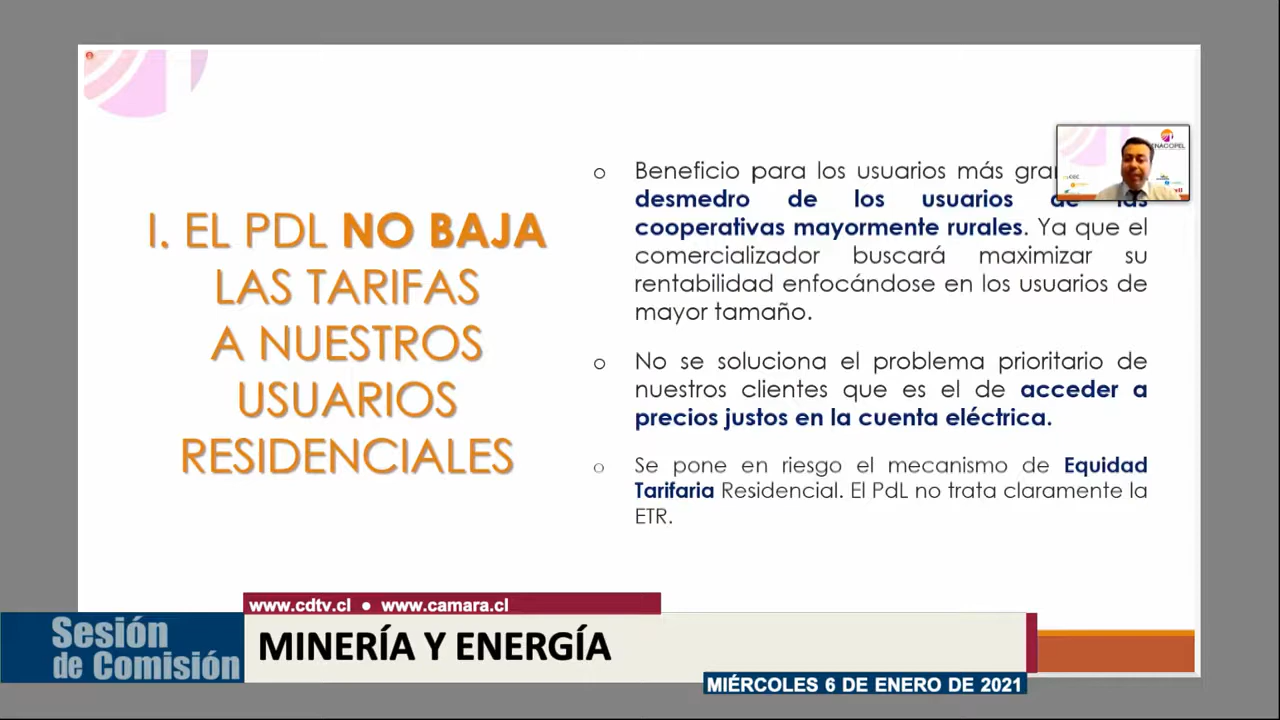 I. EL PDL NO BAJA
LAS TARIFAS
A NUESTROS
USUARIOS
RESIDENCIALES
o Beneficio para los usuarios más
desmedro de los usuarios de las
cooperativas mayormente rurales. Ya que el
comercializador buscará maximizar su
rentabilidad enfocándose en los usuarios de
mayor tamaño.
o No se soluciona el problema prioritario de
nuestros clientes que es el de acceder a
precios justos en la cuenta eléctrica.
o Se pone en riesgo el mecanismo de Equidad
Tarifaria Residencial. El PdL no trata claramente la
ETR.
www.cdtv.cl • www.camara.cl
Sesión
de Comisión
MINERÍA Y ENERGÍA
MIÉRCOLES 6 DE ENERO DE 2021